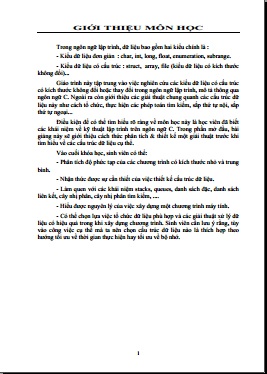 GIỚI THIỆU MÔN HỌC
Trong ngôn ngữ lập trình, dữ liệu bao gồm hai kiểu chính là :
- Kiểu dữ liệu đơn giản : char, int, long, float, enumeration, subrange.
- Kiểu dữ liệu có cấu trúc : struct, array, file (kiểu dữ liệu có kích thước
không đổi)...
Giáo trình này tập trung vào việc nghiên cứu các kiểu dữ liệu có cấu trúc
có kích thước không đổi hoặc thay đổi trong ngôn ngữ lập trình, mô tả thông qua
ngôn ngữ C. Ngoài ra còn giới thiệu các giải thuật chung quanh các cấu trúc dữ
liệu này như cách tổ chức, thực hiện các phép toán tìm kiếm, sắp thứ tự nội, sắp
thứ tự ngoại...
Điều kiện để có thể tìm hiểu rõ ràng về môn học này là học viên đã biết
các khái niệm về kỹ thuật lập trình trên ngôn ngữ C. Trong phần mở đầu, bài
giảng này sẽ giới thiệu cách thức phân tích & thiết kế một giải thuật trước khi
tìm hiểu về các cấu trúc dữ liệu cụ thể.
Vào cuối khóa học, sinh viên có thể:
- Phân tích độ phức tạp của các chương trình có kích thước nhỏ và trung
bình.
- Nhận thức được sự cần thiết của việc thiết kế cấu trúc dữ liệu.
- Làm quen với các khái niệm stacks, queues, danh sách đặc, danh sách
liên kết, cây nhị phân, cây nhị phân tìm kiếm, ....
- Hiểu được nguyên lý của việc xây dựng một chương trình máy tính.
- Có thể chọn lựa việc tổ chức dữ liệu phù hợp và các giải thuật xử lý dữ
liệu có hiệu quả trong khi xây dựng chương trình. Sinh viên cần lưu ý rằng, tùy
vào công việc cụ thể mà ta nên chọn cấu trúc dữ liệu nào là thích hợp theo
hướng tối ưu về thời gian thực hiện hay tối ưu về bộ nhớ.
1